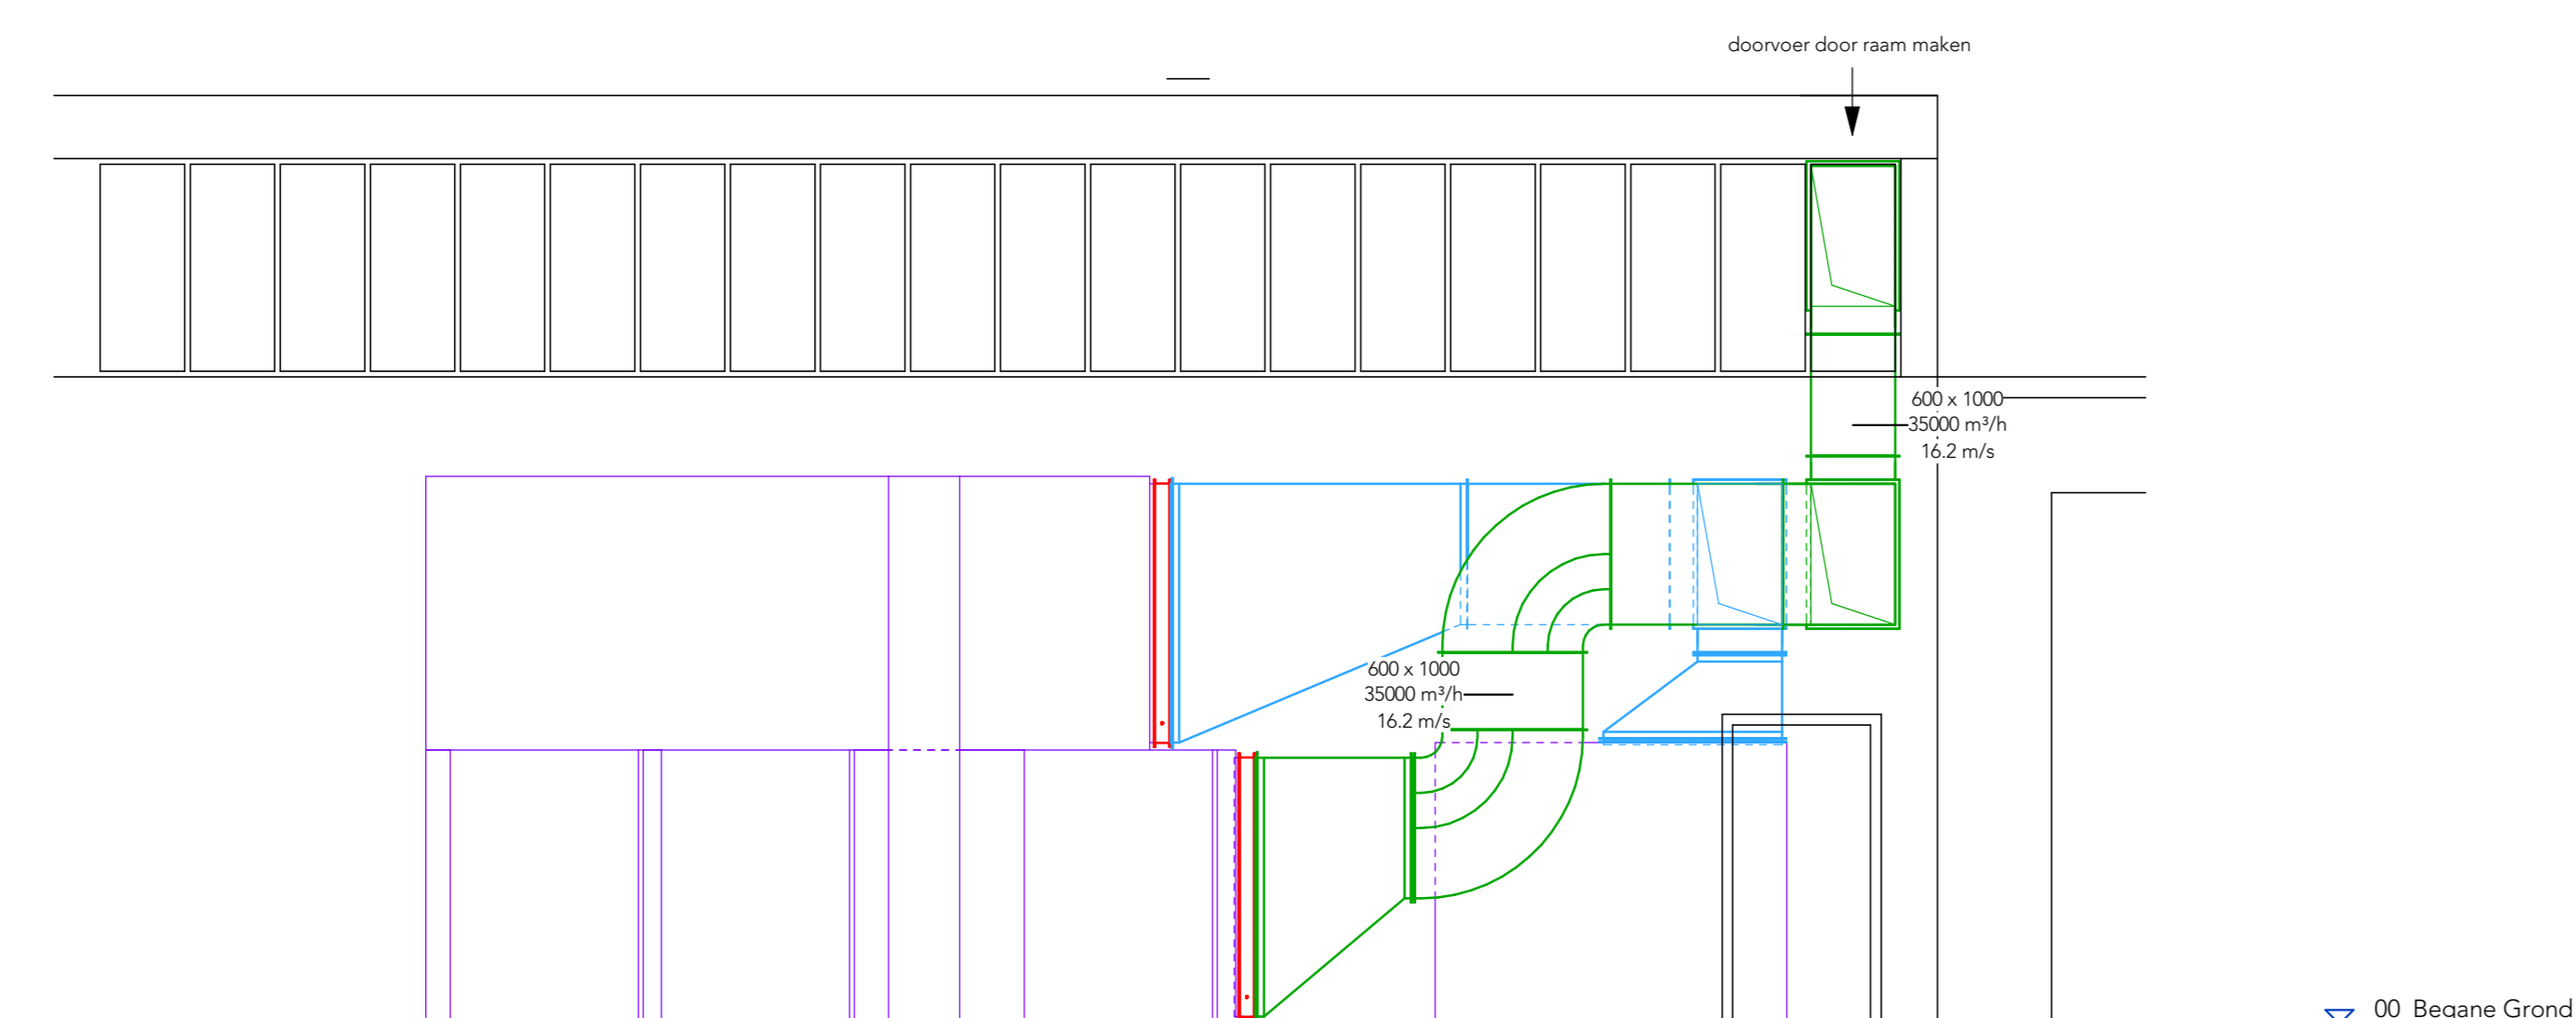 doorvoer door raam maken
600 x 1000
35000 m³/h
16.2 m/s
600 x 1000
35000 m³/h
16.2 m/s
00 Begane Grond